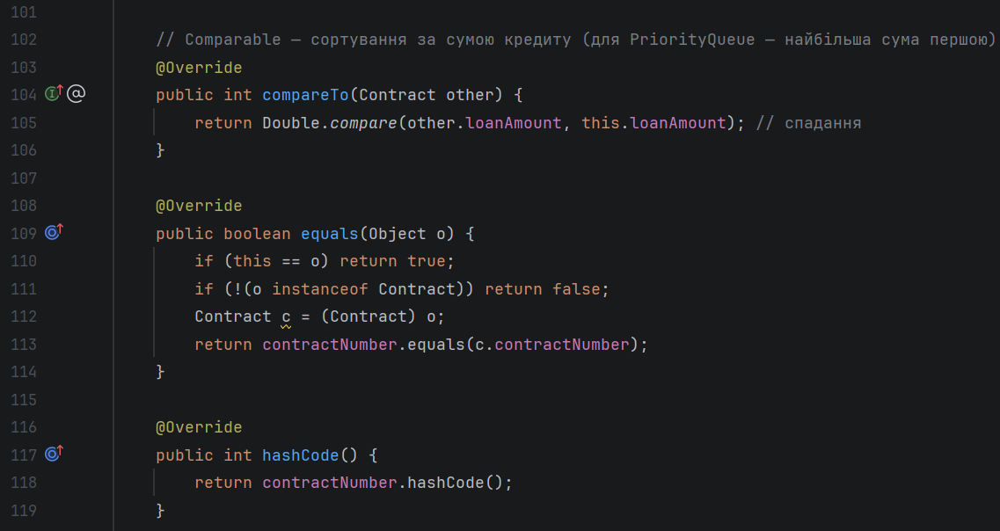 101
102 // Comparable — сортування за сумою кредиту (для PriorityQueue — найбільша сума першою)
103 @Override
104 public int compareTo(Contract other) {
105 return Double.compare(other.loanAmount, this.loanAmount); // спадання
106 }
107
108 @Override
109 public boolean equals(Object o) {
110 if (this == o) return true;
111 if (!(o instanceof Contract)) return false;
112 Contract c = (Contract) o;
113 return contractNumber.equals(c.contractNumber);
114 }
115
116 @Override
117 public int hashCode() {
118 return contractNumber.hashCode();
119 }